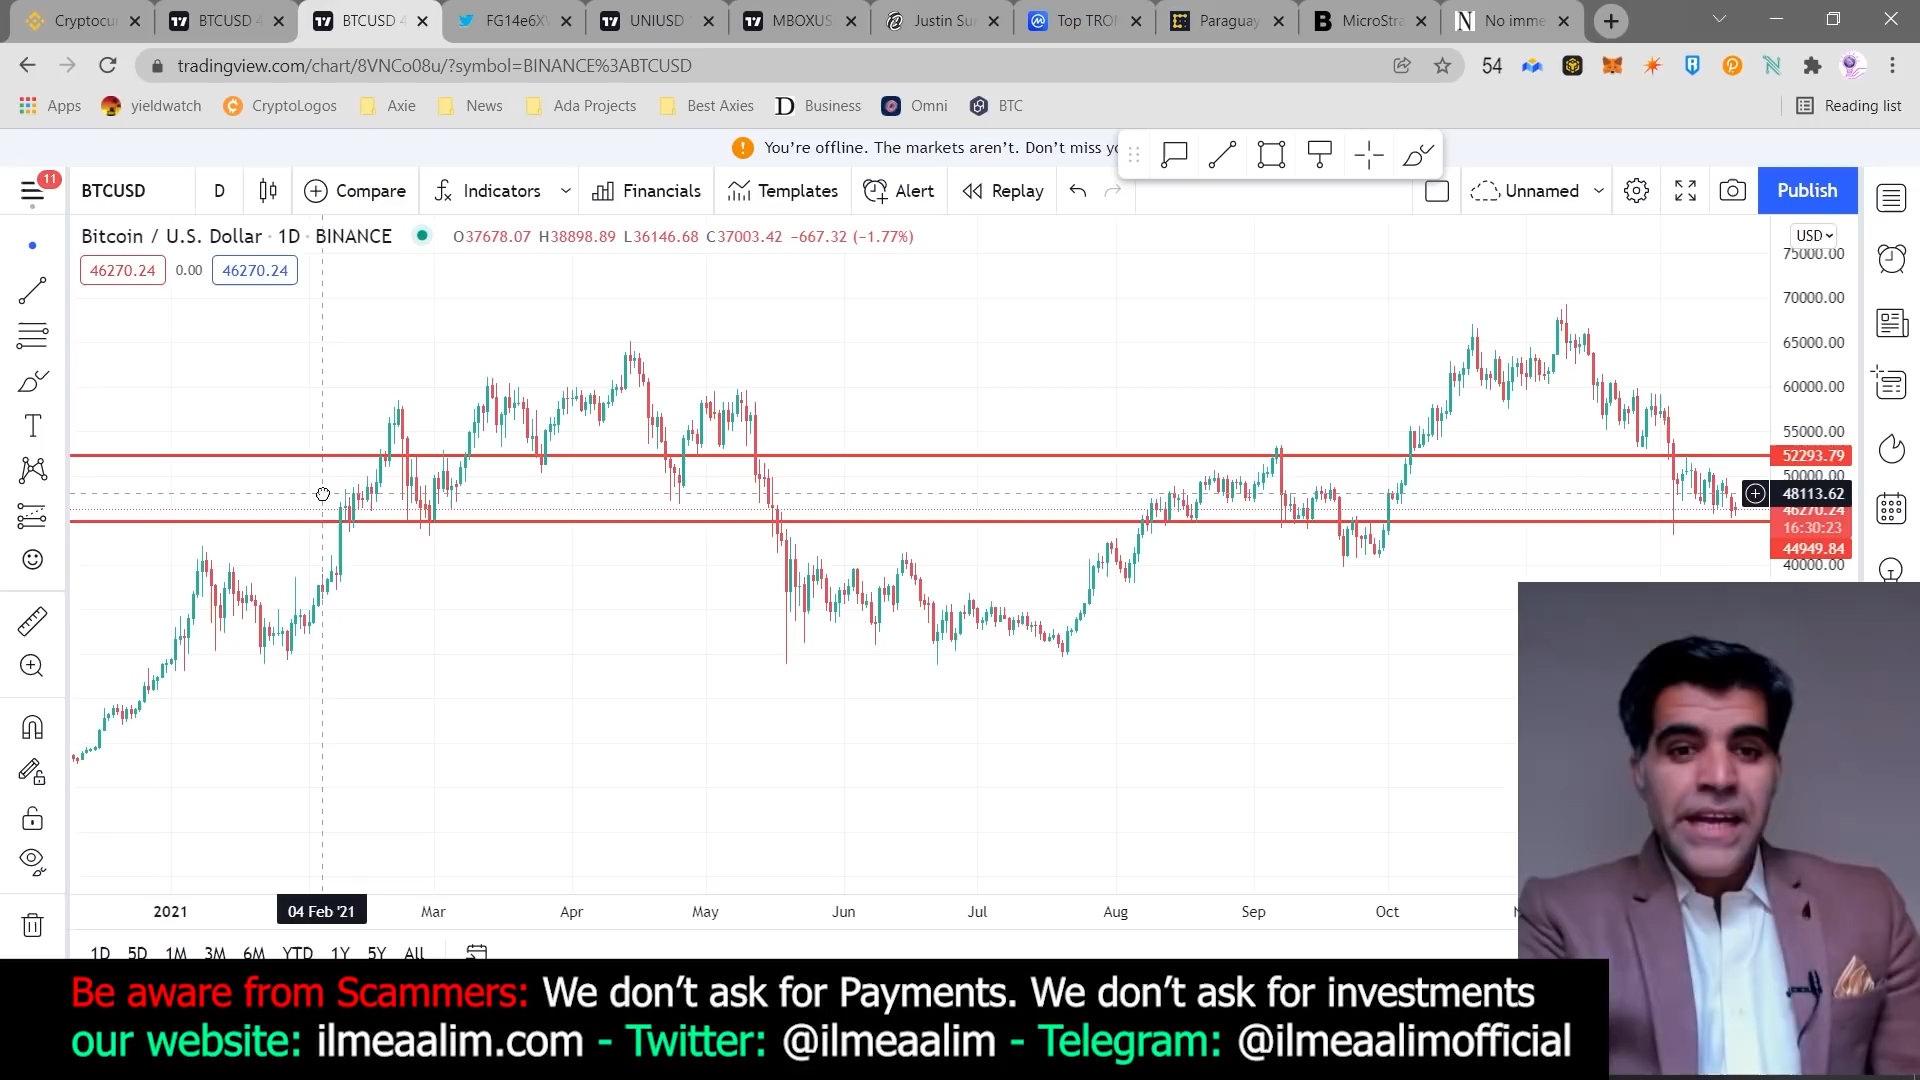 Cryptocur
BTCUSD 4
BTCUSD 4
FG14e6X
UNIUSD
MBOXUS
Justin Su
Top TRO
Paraguay
MicroStra
No imme
tradingview.com/chart/8VNCo08u/?symbol=BINANCE%3ABTCUSD
54
Apps
yieldwatch
CryptoLogos
Axie
News
Ada Projects
Best Axies
Business
Omni
BTC
Reading list
You're offline. The markets aren't. Don't miss
11
BTCUSD
D
Compare
Indicators
Financials
Templates
Alert
Replay
Unnamed
Publish
Bitcoin / U.S. Dollar · 1D · BINANCE
O37678.07 H38898.89 L36146.68 C37003.42 −667.32 (−1.77%)
USD
46270.24
0.00
46270.24
75000.00
70000.00
65000.00
60000.00
55000.00
52293.79
50000.00
48113.62
46270.24
16:30:23
44949.84
40000.00
2021
04 Feb '21
Mar
Apr
May
Jun
Jul
Aug
Sep
Oct
1D 5D 1M 3M 6M YTD 1Y 5Y All
Be aware from Scammers: We don't ask for Payments. We don't ask for investments
our website: ilmeaalim.com - Twitter: @ilmeaalim - Telegram: @ilmeaalimofficial